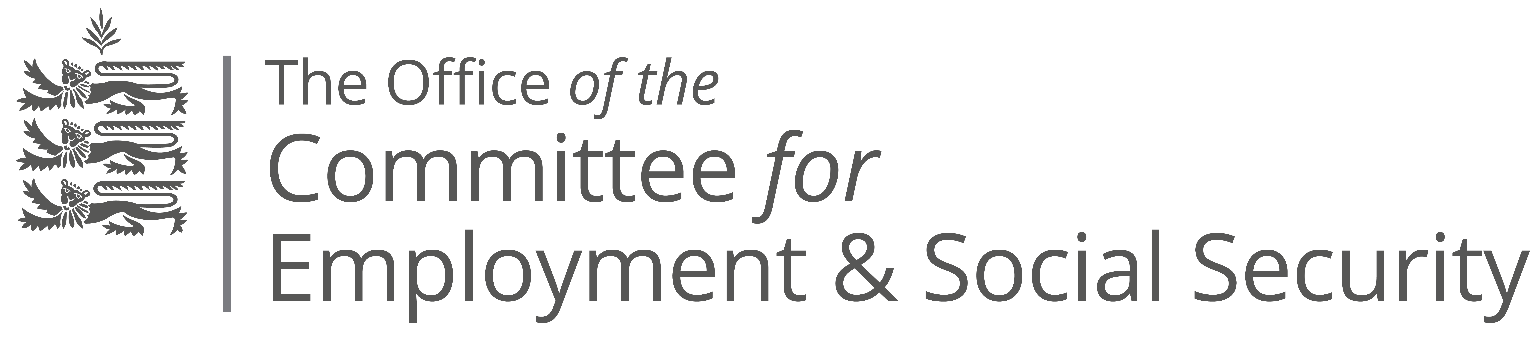 The Office of the
Committee for
Employment & Social Security